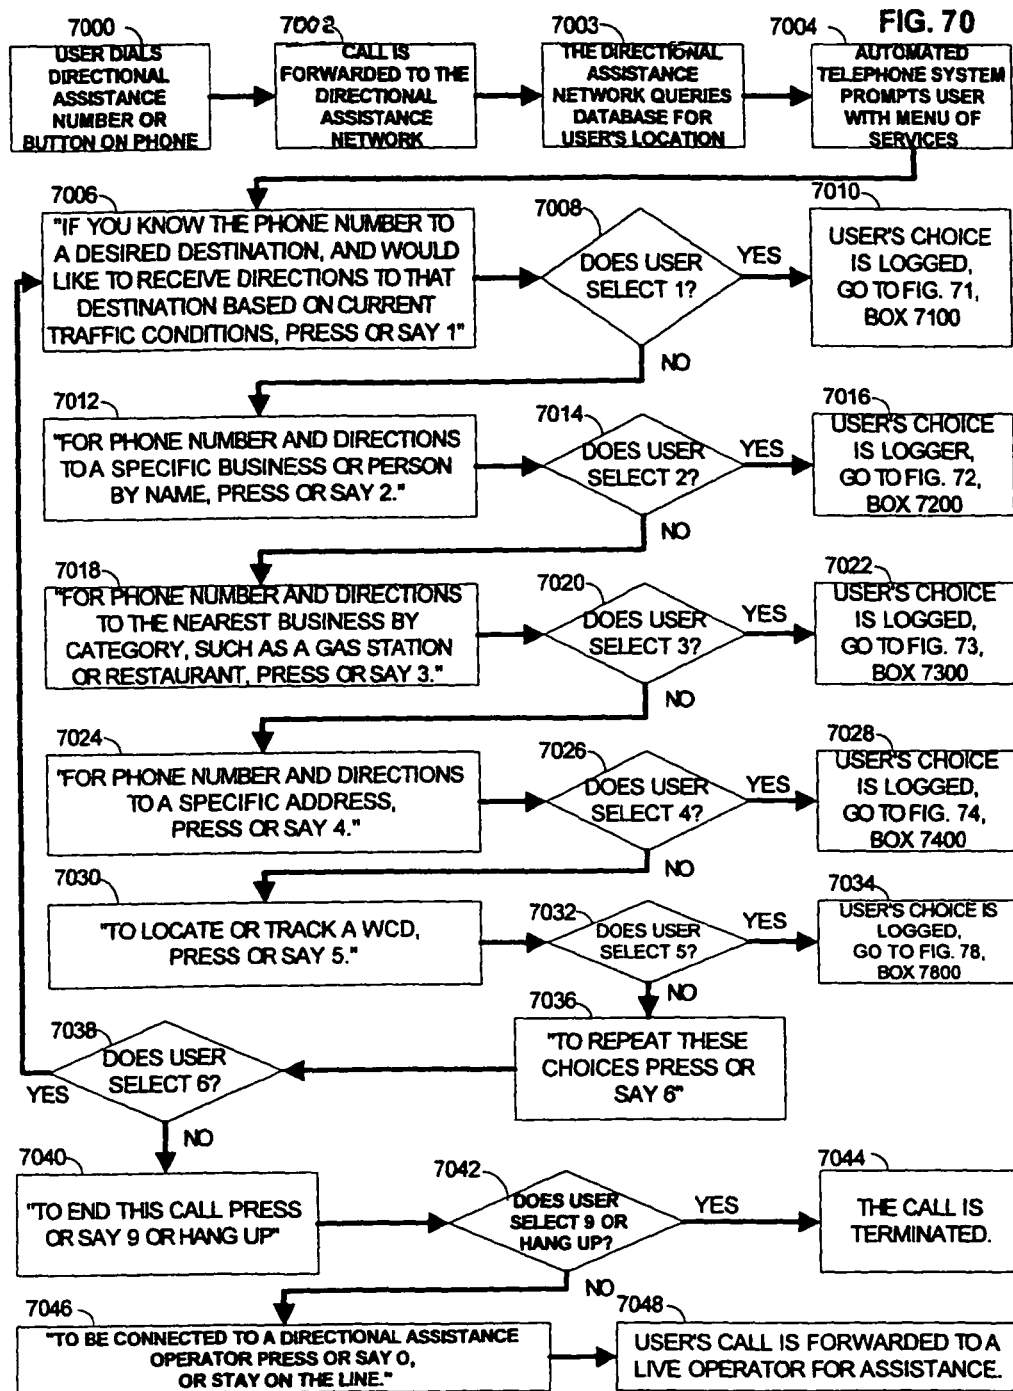 FIG. 70
7000
USER DIALS
DIRECTIONAL
ASSISTANCE
NUMBER OR
BUTTON ON PHONE
7002
CALL IS
FORWARDED TO THE
DIRECTIONAL
ASSISTANCE
NETWORK
7003
THE DIRECTIONAL
ASSISTANCE
NETWORK QUERIES
DATABASE FOR
USER'S LOCATION
7004
AUTOMATED
TELEPHONE SYSTEM
PROMPTS USER
WITH MENU OF
SERVICES
7006
"IF YOU KNOW THE PHONE NUMBER TO
A DESIRED DESTINATION, AND WOULD
LIKE TO RECEIVE DIRECTIONS TO THAT
DESTINATION BASED ON CURRENT
TRAFFIC CONDITIONS, PRESS OR SAY 1"
7008
DOES USER
SELECT 1?
YES
NO
7010
USER'S CHOICE
IS LOGGED,
GO TO FIG. 71,
BOX 7100
7012
"FOR PHONE NUMBER AND DIRECTIONS
TO A SPECIFIC BUSINESS OR PERSON
BY NAME, PRESS OR SAY 2."
7014
DOES USER
SELECT 2?
YES
NO
7016
USER'S CHOICE
IS LOGGER,
GO TO FIG. 72,
BOX 7200
7018
"FOR PHONE NUMBER AND DIRECTIONS
TO THE NEAREST BUSINESS BY
CATEGORY, SUCH AS A GAS STATION
OR RESTAURANT, PRESS OR SAY 3."
7020
DOES USER
SELECT 3?
YES
NO
7022
USER'S CHOICE
IS LOGGED,
GO TO FIG. 73,
BOX 7300
7024
"FOR PHONE NUMBER AND DIRECTIONS
TO A SPECIFIC ADDRESS,
PRESS OR SAY 4."
7026
DOES USER
SELECT 4?
YES
NO
7028
USER'S CHOICE
IS LOGGED,
GO TO FIG. 74,
BOX 7400
7030
"TO LOCATE OR TRACK A WCD,
PRESS OR SAY 5."
7032
DOES USER
SELECT 5?
YES
NO
7034
USER'S CHOICE IS
LOGGED,
GO TO FIG. 78,
BOX 7800
7036
"TO REPEAT THESE
CHOICES PRESS OR
SAY 6"
7038
DOES USER
SELECT 6?
YES
NO
7040
"TO END THIS CALL PRESS
OR SAY 9 OR HANG UP"
7042
DOES USER
SELECT 9 OR
HANG UP?
YES
NO
7044
THE CALL IS
TERMINATED.
7046
"TO BE CONNECTED TO A DIRECTIONAL ASSISTANCE
OPERATOR PRESS OR SAY 0,
OR STAY ON THE LINE."
7048
USER'S CALL IS FORWARDED TO A
LIVE OPERATOR FOR ASSISTANCE.